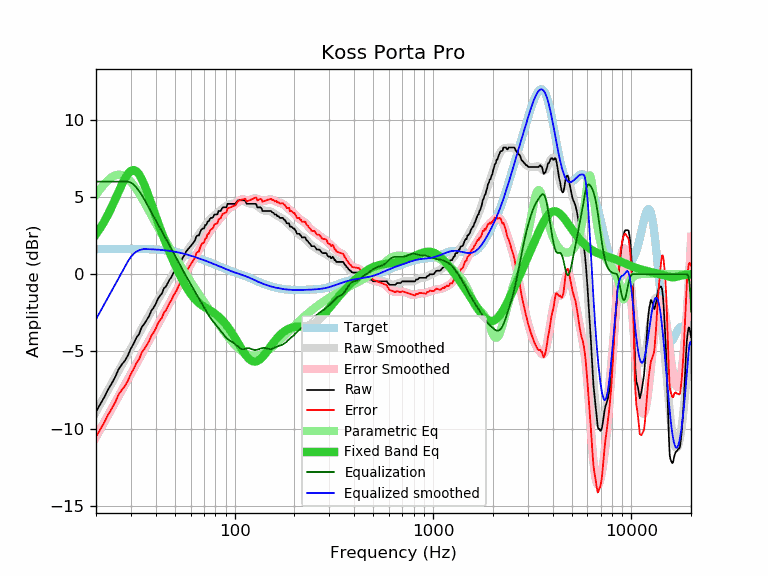 Koss Porta Pro
Amplitude (dBr)
10
5
0
−5
−10
−15
Target
Raw Smoothed
Error Smoothed
Raw
Error
Parametric Eq
Fixed Band Eq
Equalization
Equalized smoothed
100
1000
10000
Frequency (Hz)